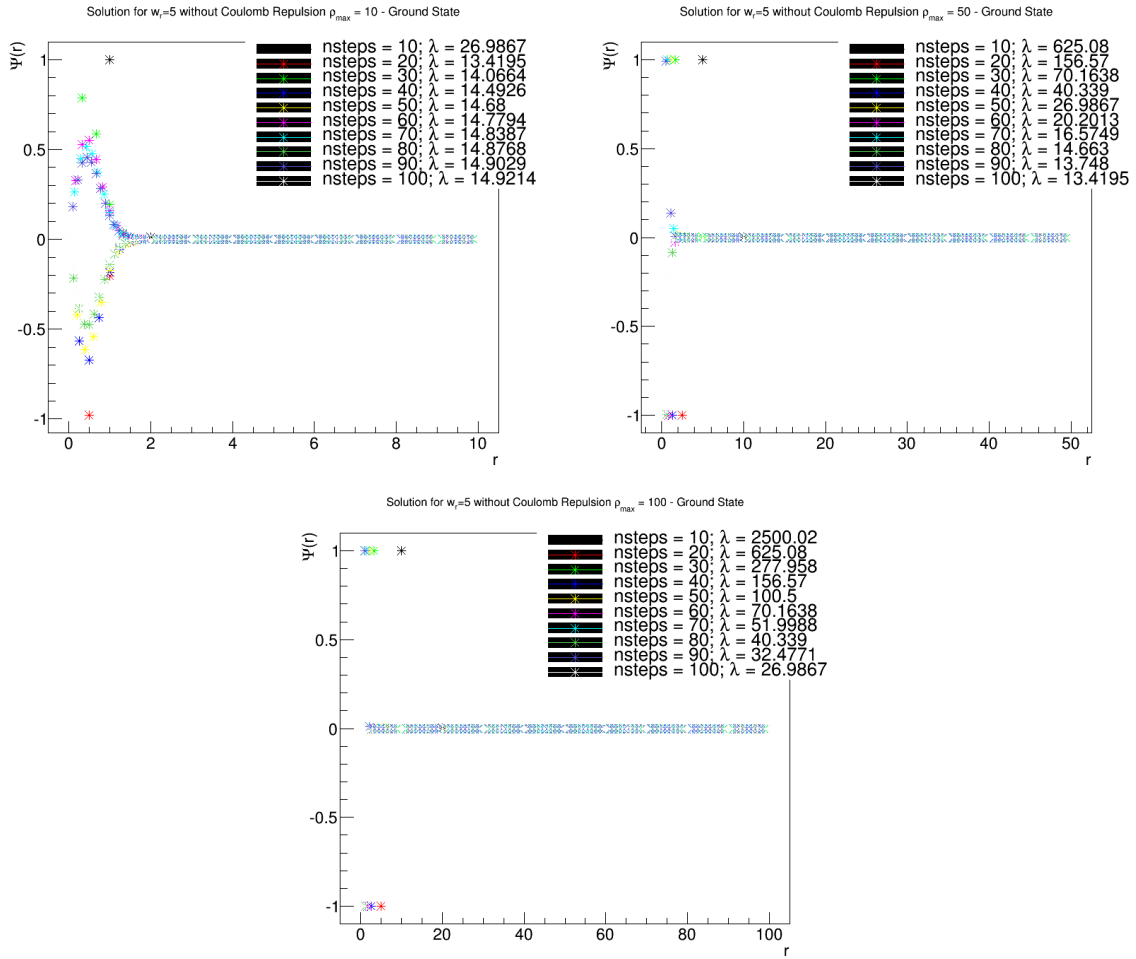 Solution for wr=5 without Coulomb Repulsion ρmax = 10 - Ground State
Ψ(r)
1
0.5
0
-0.5
-1
nsteps = 10; λ = 26.9867
nsteps = 20; λ = 13.4195
nsteps = 30; λ = 14.0664
nsteps = 40; λ = 14.4926
nsteps = 50; λ = 14.68
nsteps = 60; λ = 14.7794
nsteps = 70; λ = 14.8387
nsteps = 80; λ = 14.8768
nsteps = 90; λ = 14.9029
nsteps = 100; λ = 14.9214
0 2 4 6 8 10
r
Solution for wr=5 without Coulomb Repulsion ρmax = 50 - Ground State
Ψ(r)
1
0.5
0
-0.5
-1
nsteps = 10; λ = 625.08
nsteps = 20; λ = 156.57
nsteps = 30; λ = 70.1638
nsteps = 40; λ = 40.339
nsteps = 50; λ = 26.9867
nsteps = 60; λ = 20.2013
nsteps = 70; λ = 16.5749
nsteps = 80; λ = 14.663
nsteps = 90; λ = 13.748
nsteps = 100; λ = 13.4195
0 10 20 30 40 50
r
Solution for wr=5 without Coulomb Repulsion ρmax = 100 - Ground State
Ψ(r)
1
0.5
0
-0.5
-1
nsteps = 10; λ = 2500.02
nsteps = 20; λ = 625.08
nsteps = 30; λ = 277.958
nsteps = 40; λ = 156.57
nsteps = 50; λ = 100.5
nsteps = 60; λ = 70.1638
nsteps = 70; λ = 51.9988
nsteps = 80; λ = 40.339
nsteps = 90; λ = 32.4771
nsteps = 100; λ = 26.9867
0 20 40 60 80 100
r